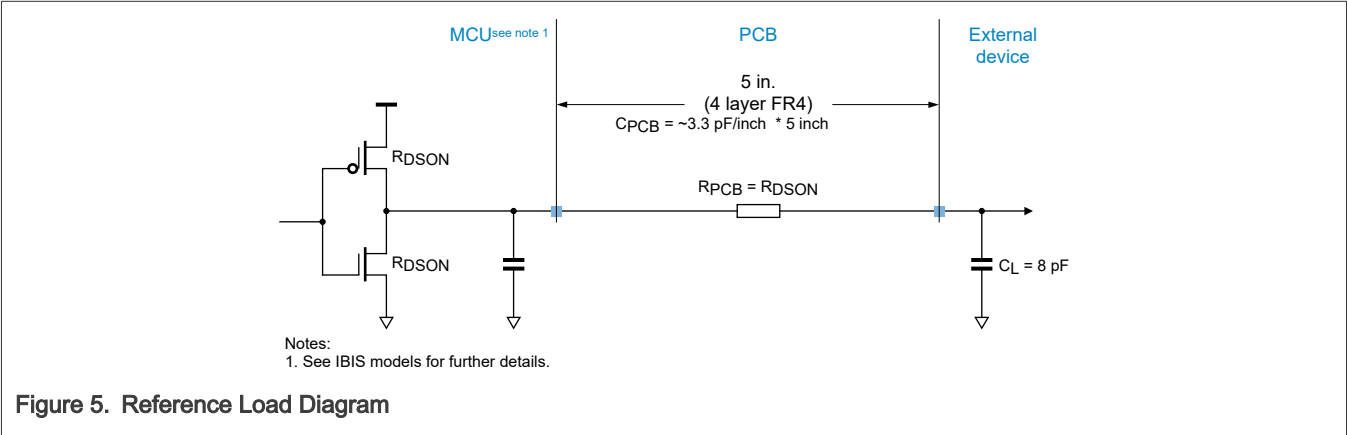 MCUsee note 1
PCB
External
device
5 in.
(4 layer FR4)
CPCB = ~3.3 pF/inch * 5 inch
RDSON
RPCB = RDSON
RDSON
CL = 8 pF
Notes:
1. See IBIS models for further details.
Figure 5. Reference Load Diagram